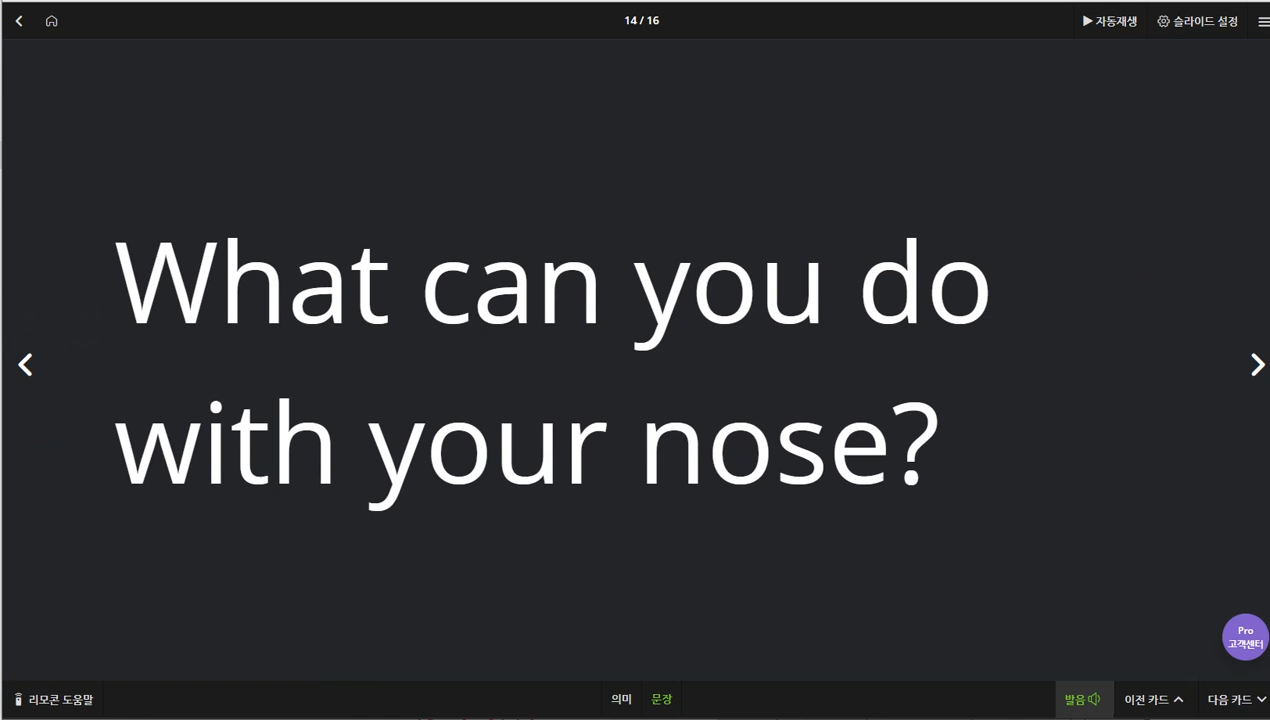 14 / 16
자동재생
슬라이드 설정
What can you do
with your nose?
Pro
고객센터
리모콘 도움말
의미
문장
발음
이전 카드
다음 카드